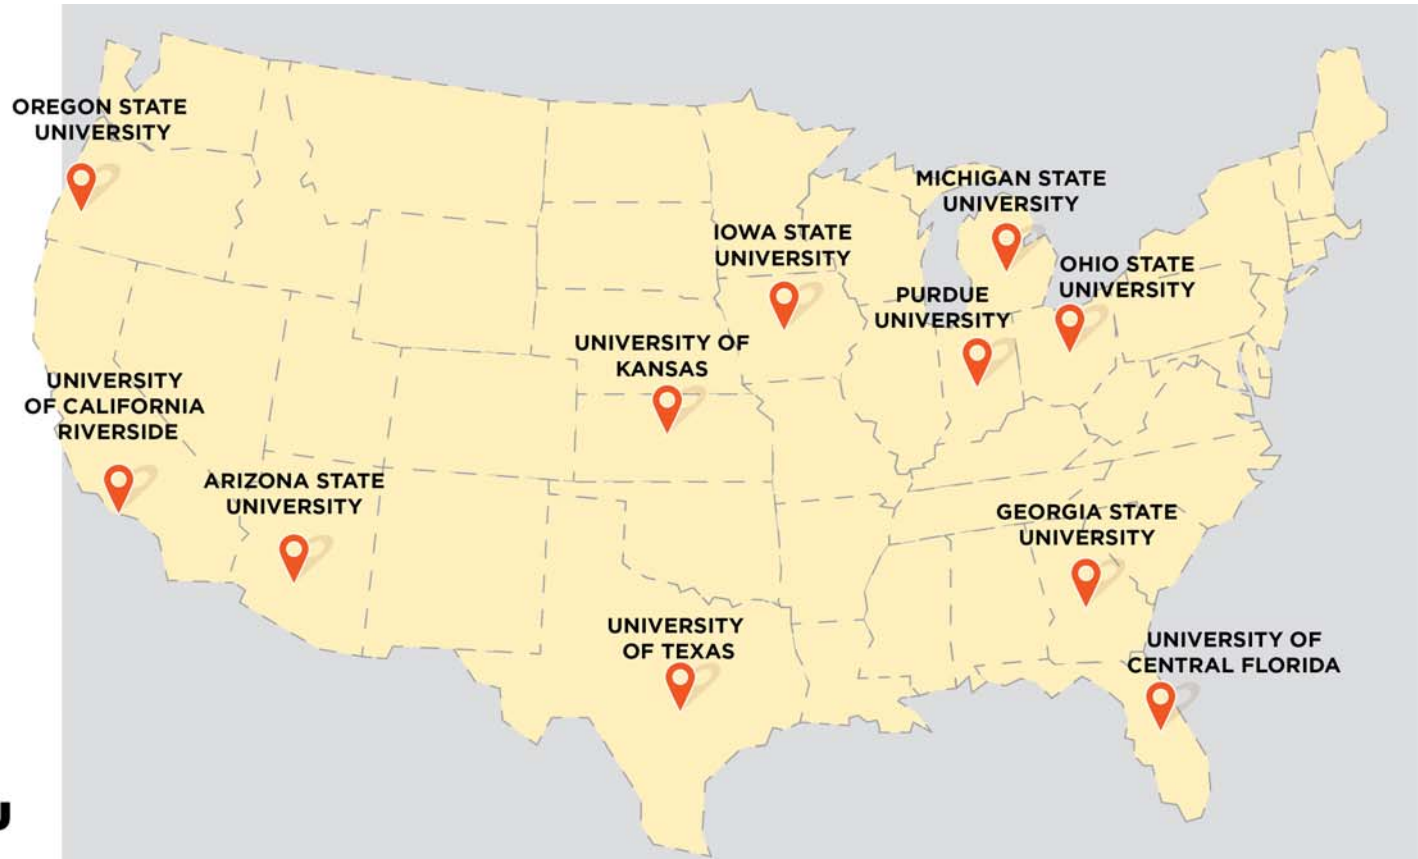 OREGON STATE
UNIVERSITY
MICHIGAN STATE
UNIVERSITY
IOWA STATE
UNIVERSITY
OHIO STATE
UNIVERSITY
PURDUE
UNIVERSITY
UNIVERSITY OF
KANSAS
UNIVERSITY
OF CALIFORNIA
RIVERSIDE
ARIZONA STATE
UNIVERSITY
GEORGIA STATE
UNIVERSITY
UNIVERSITY
OF TEXAS
UNIVERSITY OF
CENTRAL FLORIDA